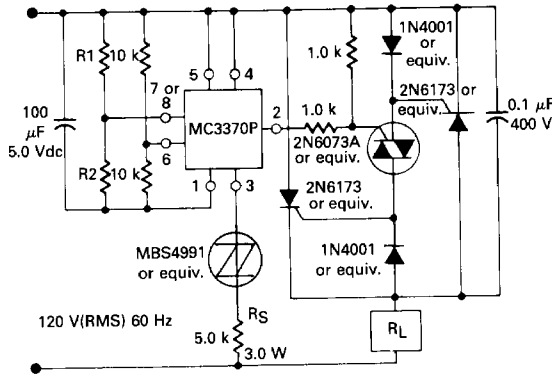 1N4001
or
equiv.
R1
10 k
1.0 k
7 or
8
5
4
2N6173 or
equiv.
100
µF
5.0 Vdc
MC3370P
2
1.0 k
0.1 µF
400 V
6
2N6073A
or equiv.
R2
10 k
1
3
2N6173
or equiv.
MBS4991
or equiv.
1N4001
or equiv.
120 V(RMS) 60 Hz
RS
5.0 k
3.0 W
RL